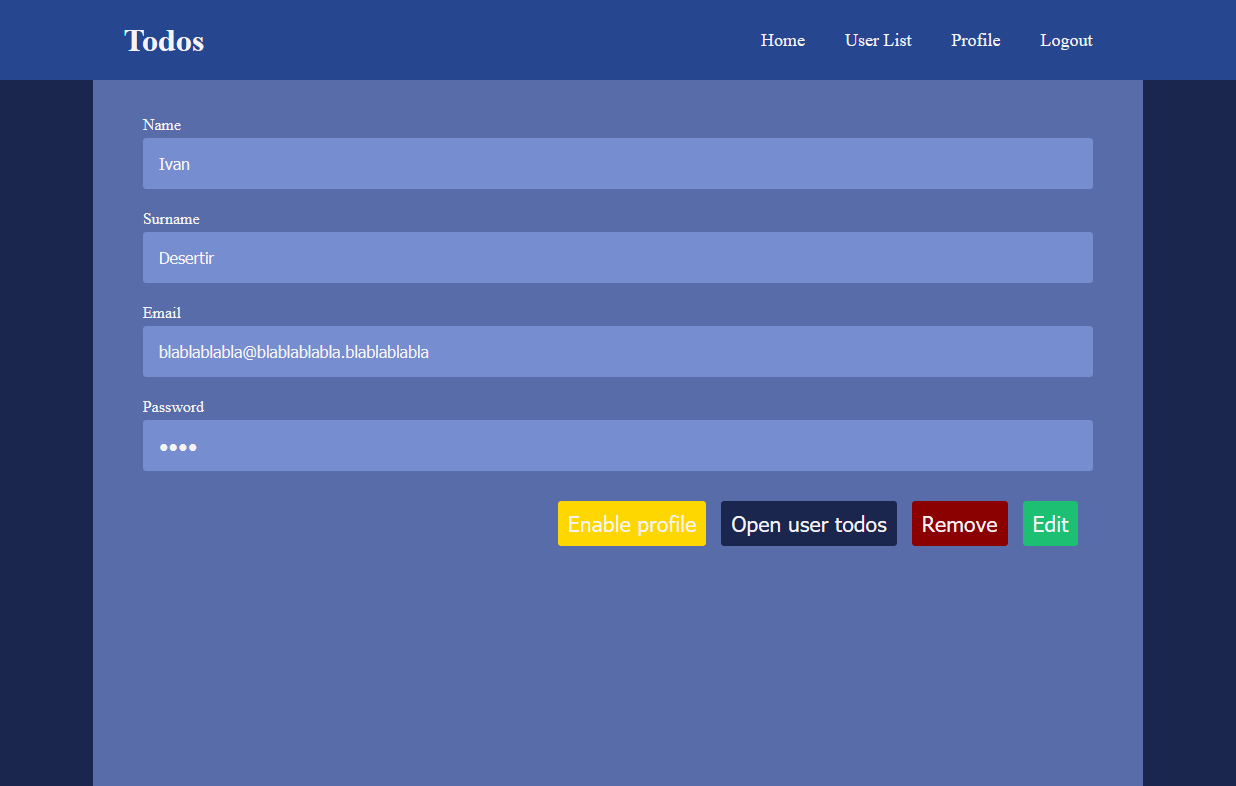 Todos
Home User List Profile Logout
Name
Ivan
Surname
Desertir
Email
blablablabla@blablablabla.blablablabla
Password
••••
Enable profile Open user todos Remove Edit